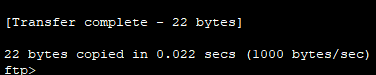 [Transfer complete - 22 bytes]
22 bytes copied in 0.022 secs (1000 bytes/sec)
ftp>